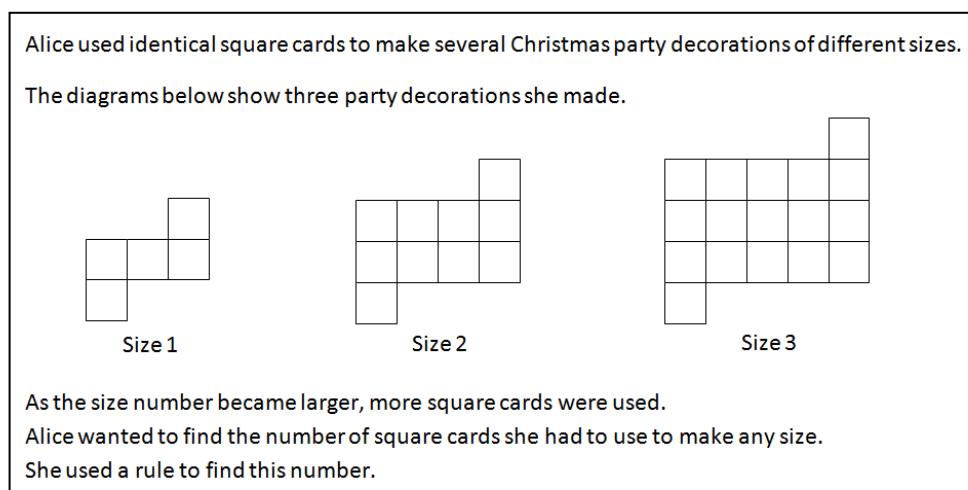 Alice used identical square cards to make several Christmas party decorations of different sizes.
The diagrams below show three party decorations she made.
Size 1
Size 2
Size 3
As the size number became larger, more square cards were used.
Alice wanted to find the number of square cards she had to use to make any size.
She used a rule to find this number.